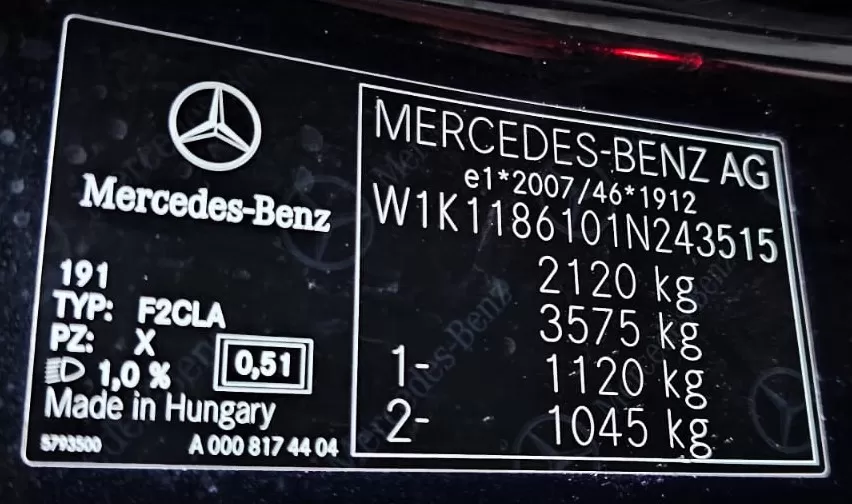 Mercedes-Benz
191
TYP: F2CLA
PZ: X
1,0 %
0,51
Made in Hungary
5793500 A 000 817 44 04
MERCEDES-BENZ AG
e1*2007/46*1912
W1K1186101N243515
2120 kg
3575 kg
1- 1120 kg
2- 1045 kg